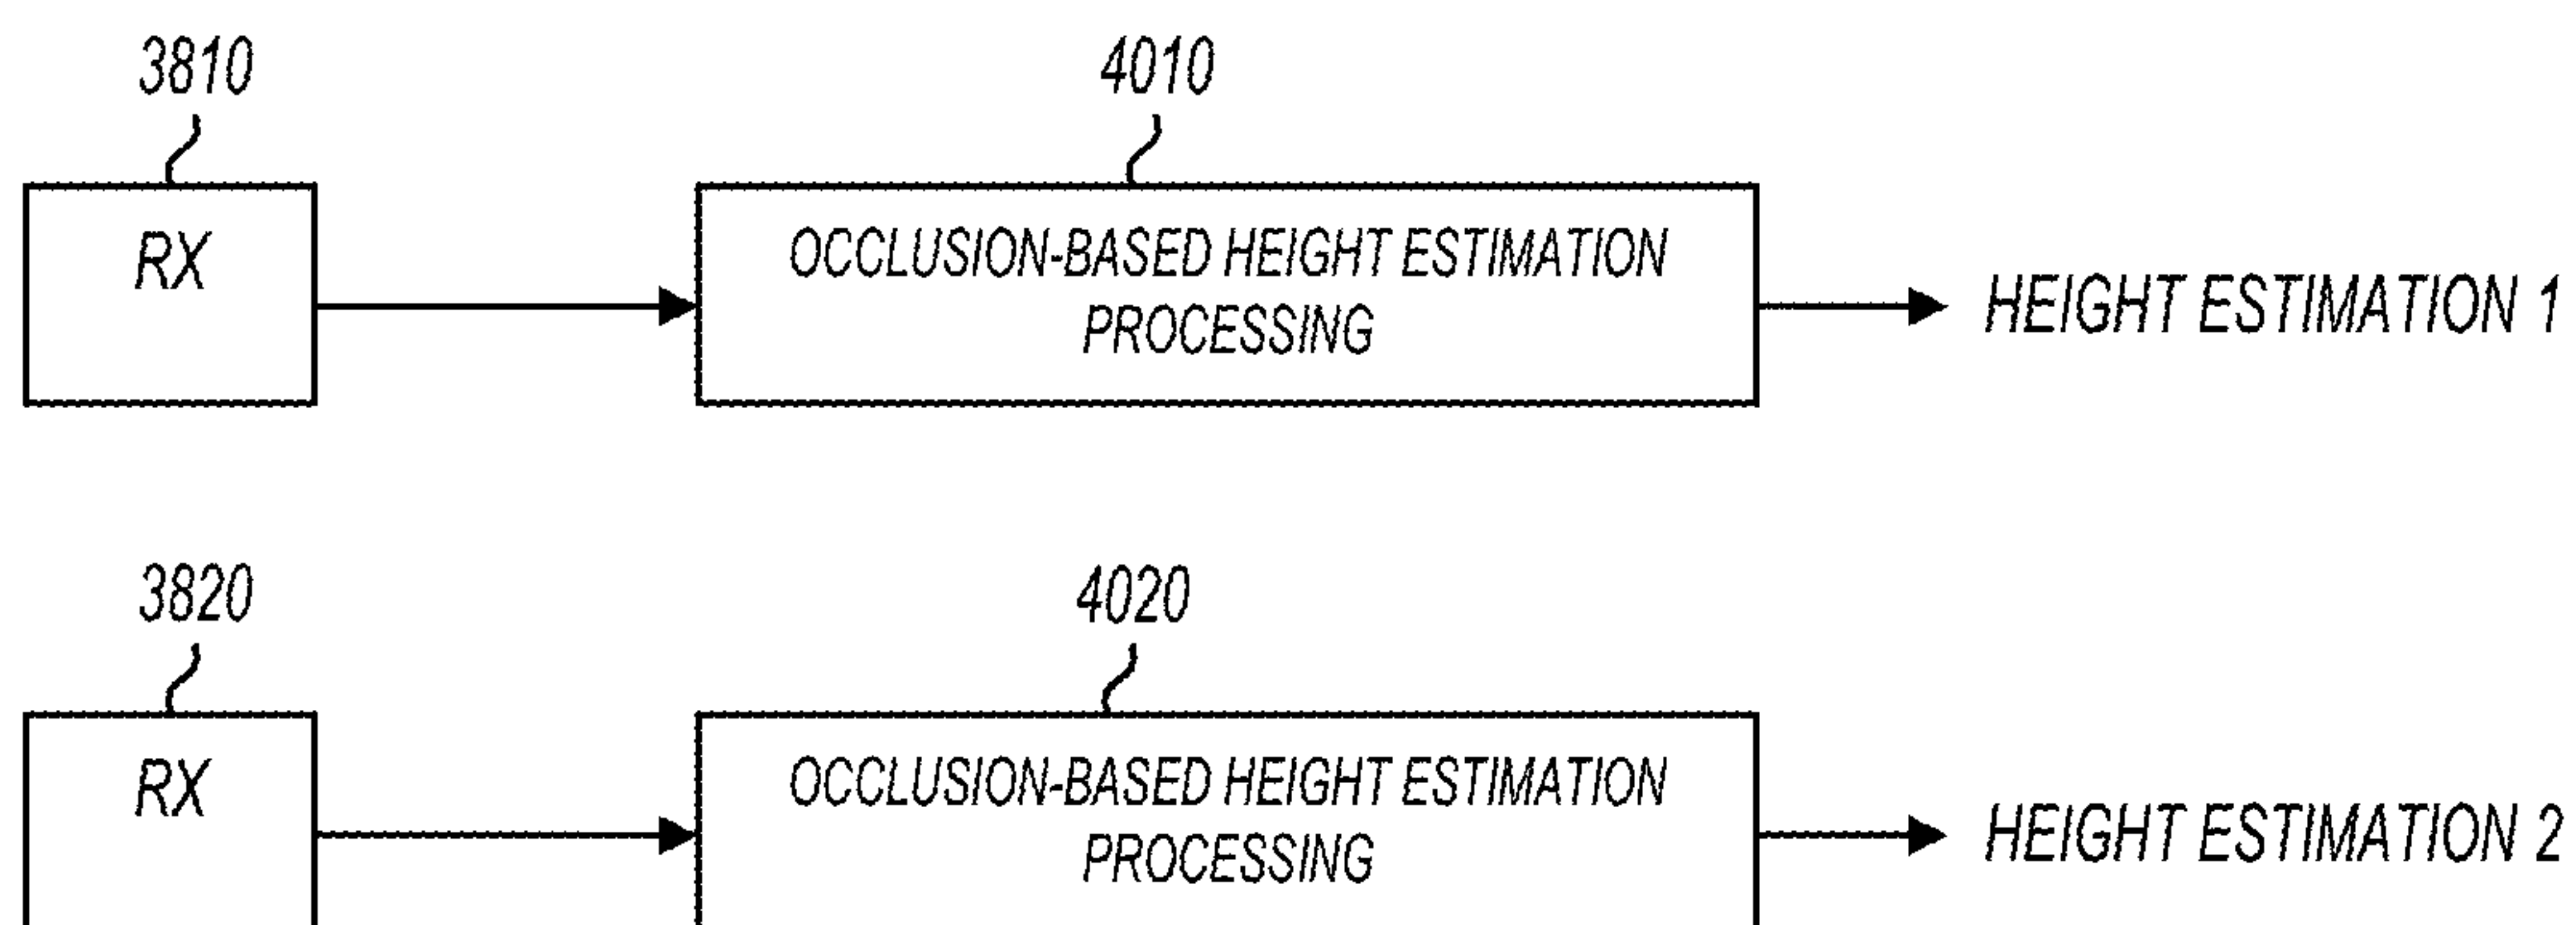 3810
4010
RX
OCCLUSION-BASED HEIGHT ESTIMATION
PROCESSING
HEIGHT ESTIMATION 1
3820
4020
RX
OCCLUSION-BASED HEIGHT ESTIMATION
PROCESSING
HEIGHT ESTIMATION 2